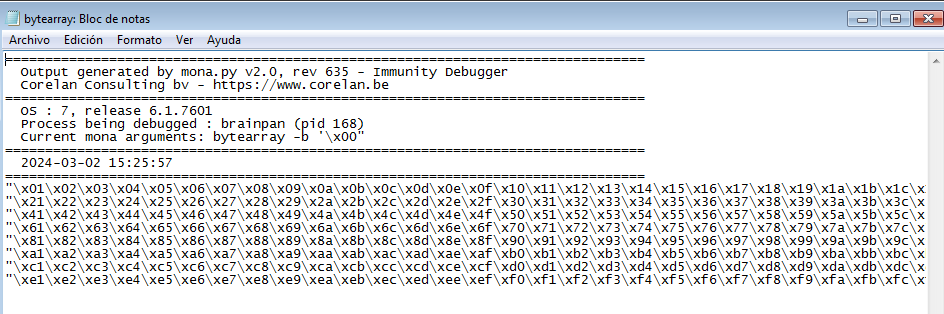 bytearray: Bloc de notas
Archivo Edición Formato Ver Ayuda
================================================================================
Output generated by mona.py v2.0, rev 635 - Immunity Debugger
Corelan Consulting bv - https://www.corelan.be
================================================================================
OS : 7, release 6.1.7601
Process being debugged : brainpan (pid 168)
Current mona arguments: bytearray -b '\x00"
================================================================================
2024-03-02 15:25:57
================================================================================
"\x01\x02\x03\x04\x05\x06\x07\x08\x09\x0a\x0b\x0c\x0d\x0e\x0f\x10\x11\x12\x13\x14\x15\x16\x17\x18\x19\x1a\x1b\x1c\x
"\x21\x22\x23\x24\x25\x26\x27\x28\x29\x2a\x2b\x2c\x2d\x2e\x2f\x30\x31\x32\x33\x34\x35\x36\x37\x38\x39\x3a\x3b\x3c\x
"\x41\x42\x43\x44\x45\x46\x47\x48\x49\x4a\x4b\x4c\x4d\x4e\x4f\x50\x51\x52\x53\x54\x55\x56\x57\x58\x59\x5a\x5b\x5c\x
"\x61\x62\x63\x64\x65\x66\x67\x68\x69\x6a\x6b\x6c\x6d\x6e\x6f\x70\x71\x72\x73\x74\x75\x76\x77\x78\x79\x7a\x7b\x7c\x
"\x81\x82\x83\x84\x85\x86\x87\x88\x89\x8a\x8b\x8c\x8d\x8e\x8f\x90\x91\x92\x93\x94\x95\x96\x97\x98\x99\x9a\x9b\x9c\x
"\xa1\xa2\xa3\xa4\xa5\xa6\xa7\xa8\xa9\xaa\xab\xac\xad\xae\xaf\xb0\xb1\xb2\xb3\xb4\xb5\xb6\xb7\xb8\xb9\xba\xbb\xbc\x
"\xc1\xc2\xc3\xc4\xc5\xc6\xc7\xc8\xc9\xca\xcb\xcc\xcd\xce\xcf\xd0\xd1\xd2\xd3\xd4\xd5\xd6\xd7\xd8\xd9\xda\xdb\xdc\x
"\xe1\xe2\xe3\xe4\xe5\xe6\xe7\xe8\xe9\xea\xeb\xec\xed\xee\xef\xf0\xf1\xf2\xf3\xf4\xf5\xf6\xf7\xf8\xf9\xfa\xfb\xfc\x